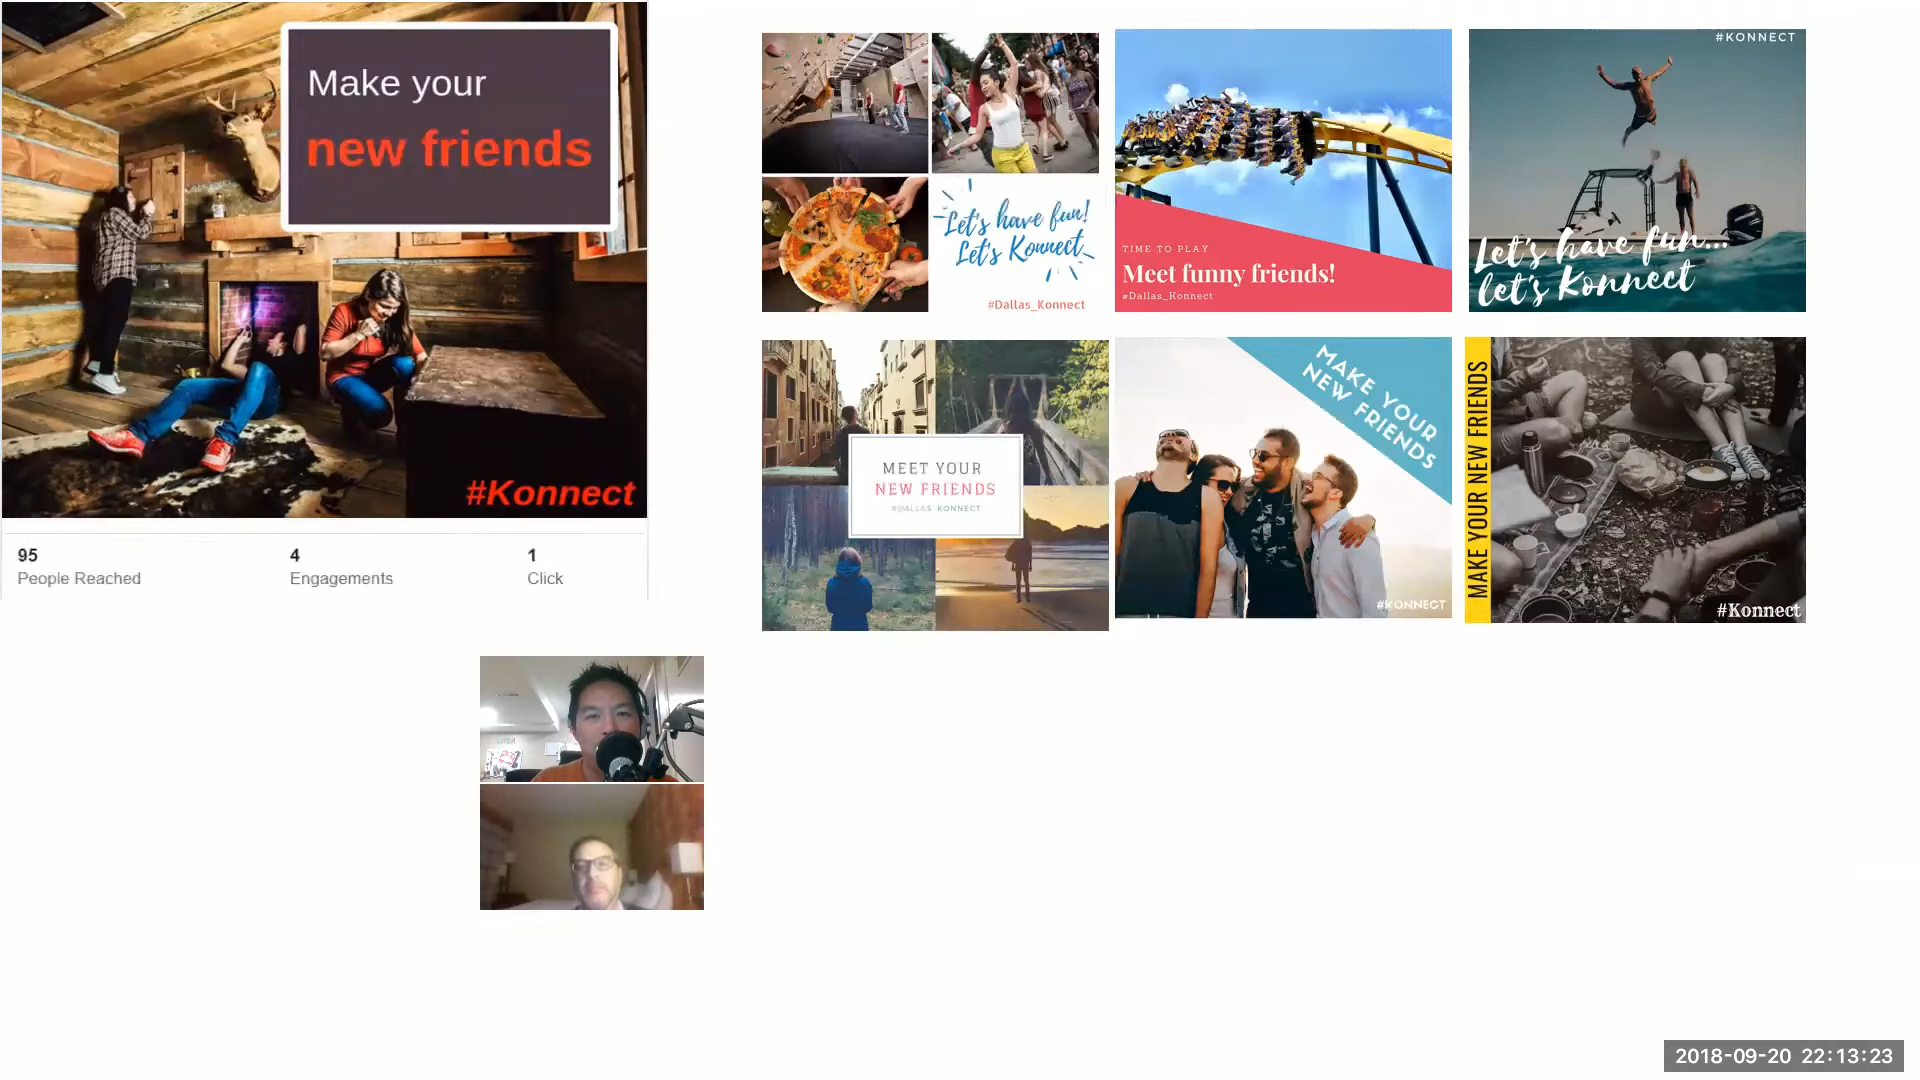 Make your
new friends
#Konnect
95
People Reached
4
Engagements
1
Click
Let's have fun!
Let's Konnect
#Dallas_Konnect
TIME TO PLAY
Meet funny friends!
#Dallas_Konnect
#KONNECT
Let's have fun...
let's Konnect
MEET YOUR
NEW FRIENDS
#DALLAS_KONNECT
MAKE YOUR
NEW FRIENDS
#KONNECT
MAKE YOUR NEW FRIENDS
#Konnect
2018-09-20 22:13:23